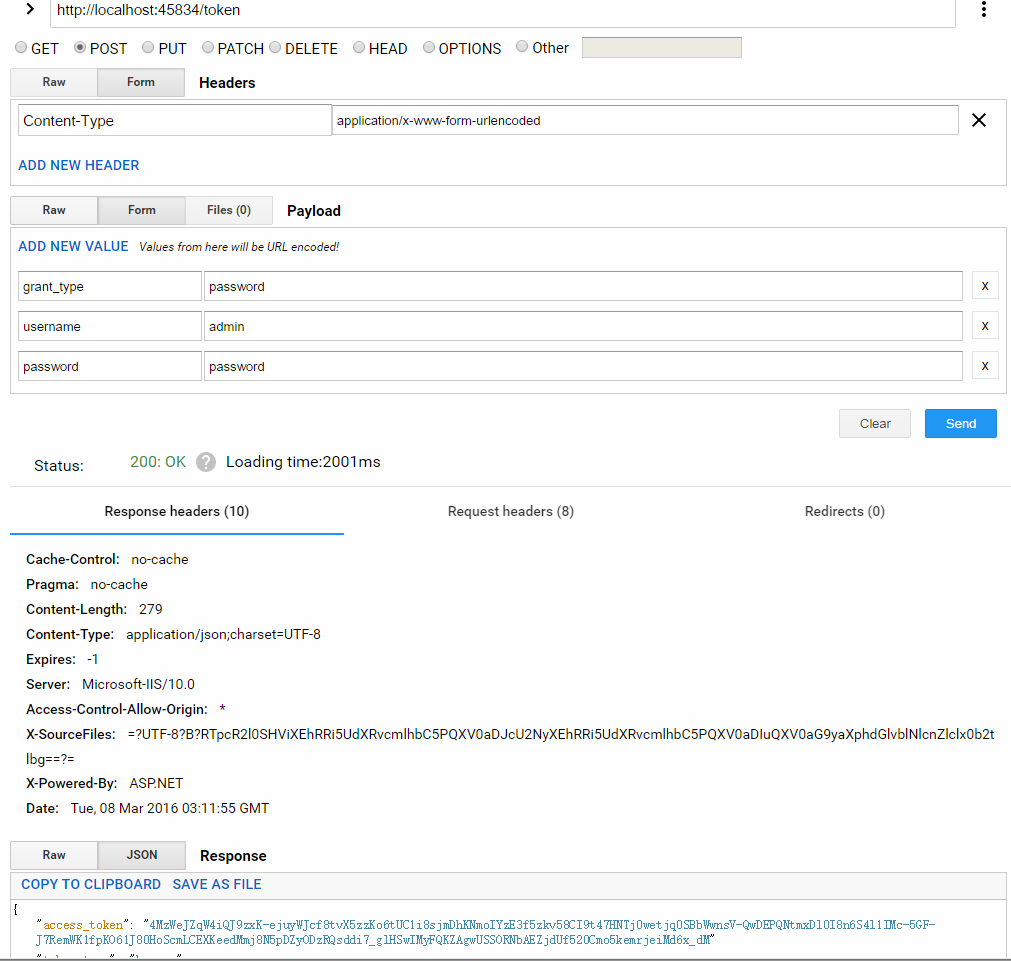 http://localhost:45834/token
GET POST PUT PATCH DELETE HEAD OPTIONS Other
Raw Form Headers
Content-Type application/x-www-form-urlencoded
ADD NEW HEADER
Raw Form Files (0) Payload
ADD NEW VALUE Values from here will be URL encoded!
grant_type password x
username admin x
password password x
Clear Send
Status: 200: OK ? Loading time:2001ms
Response headers (10) Request headers (8) Redirects (0)
Cache-Control: no-cache
Pragma: no-cache
Content-Length: 279
Content-Type: application/json;charset=UTF-8
Expires: -1
Server: Microsoft-IIS/10.0
Access-Control-Allow-Origin: *
X-SourceFiles: =?UTF-8?B?RTpcR2l0SHViXEhRRi5UdXRvcmlhbC5PQXV0aDJcU2NyXEhRRi5UdXRvcmlhbC5PQXV0aDIuQXV0aG9yaXphdGlvblNlcnZlclx0b2t
lbg==?=
X-Powered-By: ASP.NET
Date: Tue, 08 Mar 2016 03:11:55 GMT
Raw JSON Response
COPY TO CLIPBOARD SAVE AS FILE
{
"access_token":